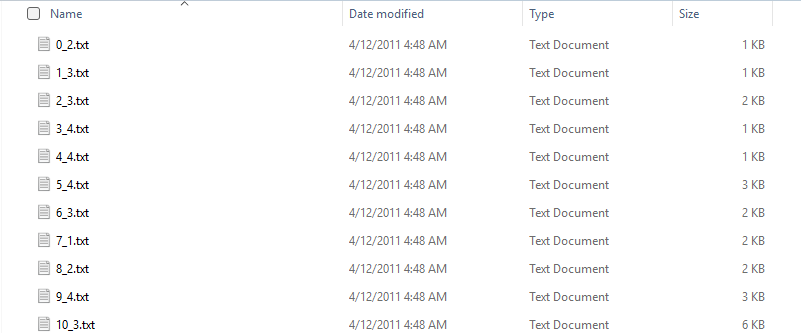 Name Date modified Type Size
0_2.txt 4/12/2011 4:48 AM Text Document 1 KB
1_3.txt 4/12/2011 4:48 AM Text Document 1 KB
2_3.txt 4/12/2011 4:48 AM Text Document 2 KB
3_4.txt 4/12/2011 4:48 AM Text Document 1 KB
4_4.txt 4/12/2011 4:48 AM Text Document 1 KB
5_4.txt 4/12/2011 4:48 AM Text Document 3 KB
6_3.txt 4/12/2011 4:48 AM Text Document 2 KB
7_1.txt 4/12/2011 4:48 AM Text Document 2 KB
8_2.txt 4/12/2011 4:48 AM Text Document 2 KB
9_4.txt 4/12/2011 4:48 AM Text Document 3 KB
10_3.txt 4/12/2011 4:48 AM Text Document 6 KB